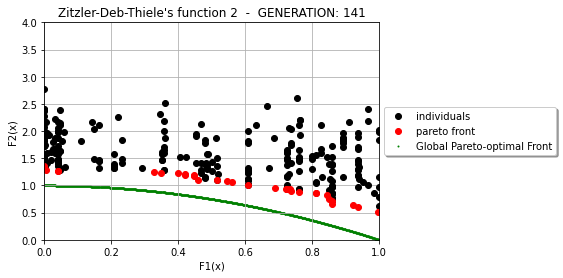 Zitzler-Deb-Thiele's function 2 - GENERATION: 141
4.0
3.5
3.0
2.5
2.0
1.5
1.0
0.5
0.0
F2(x)
0.0 0.2 0.4 0.6 0.8 1.0
F1(x)
individuals
pareto front
Global Pareto-optimal Front